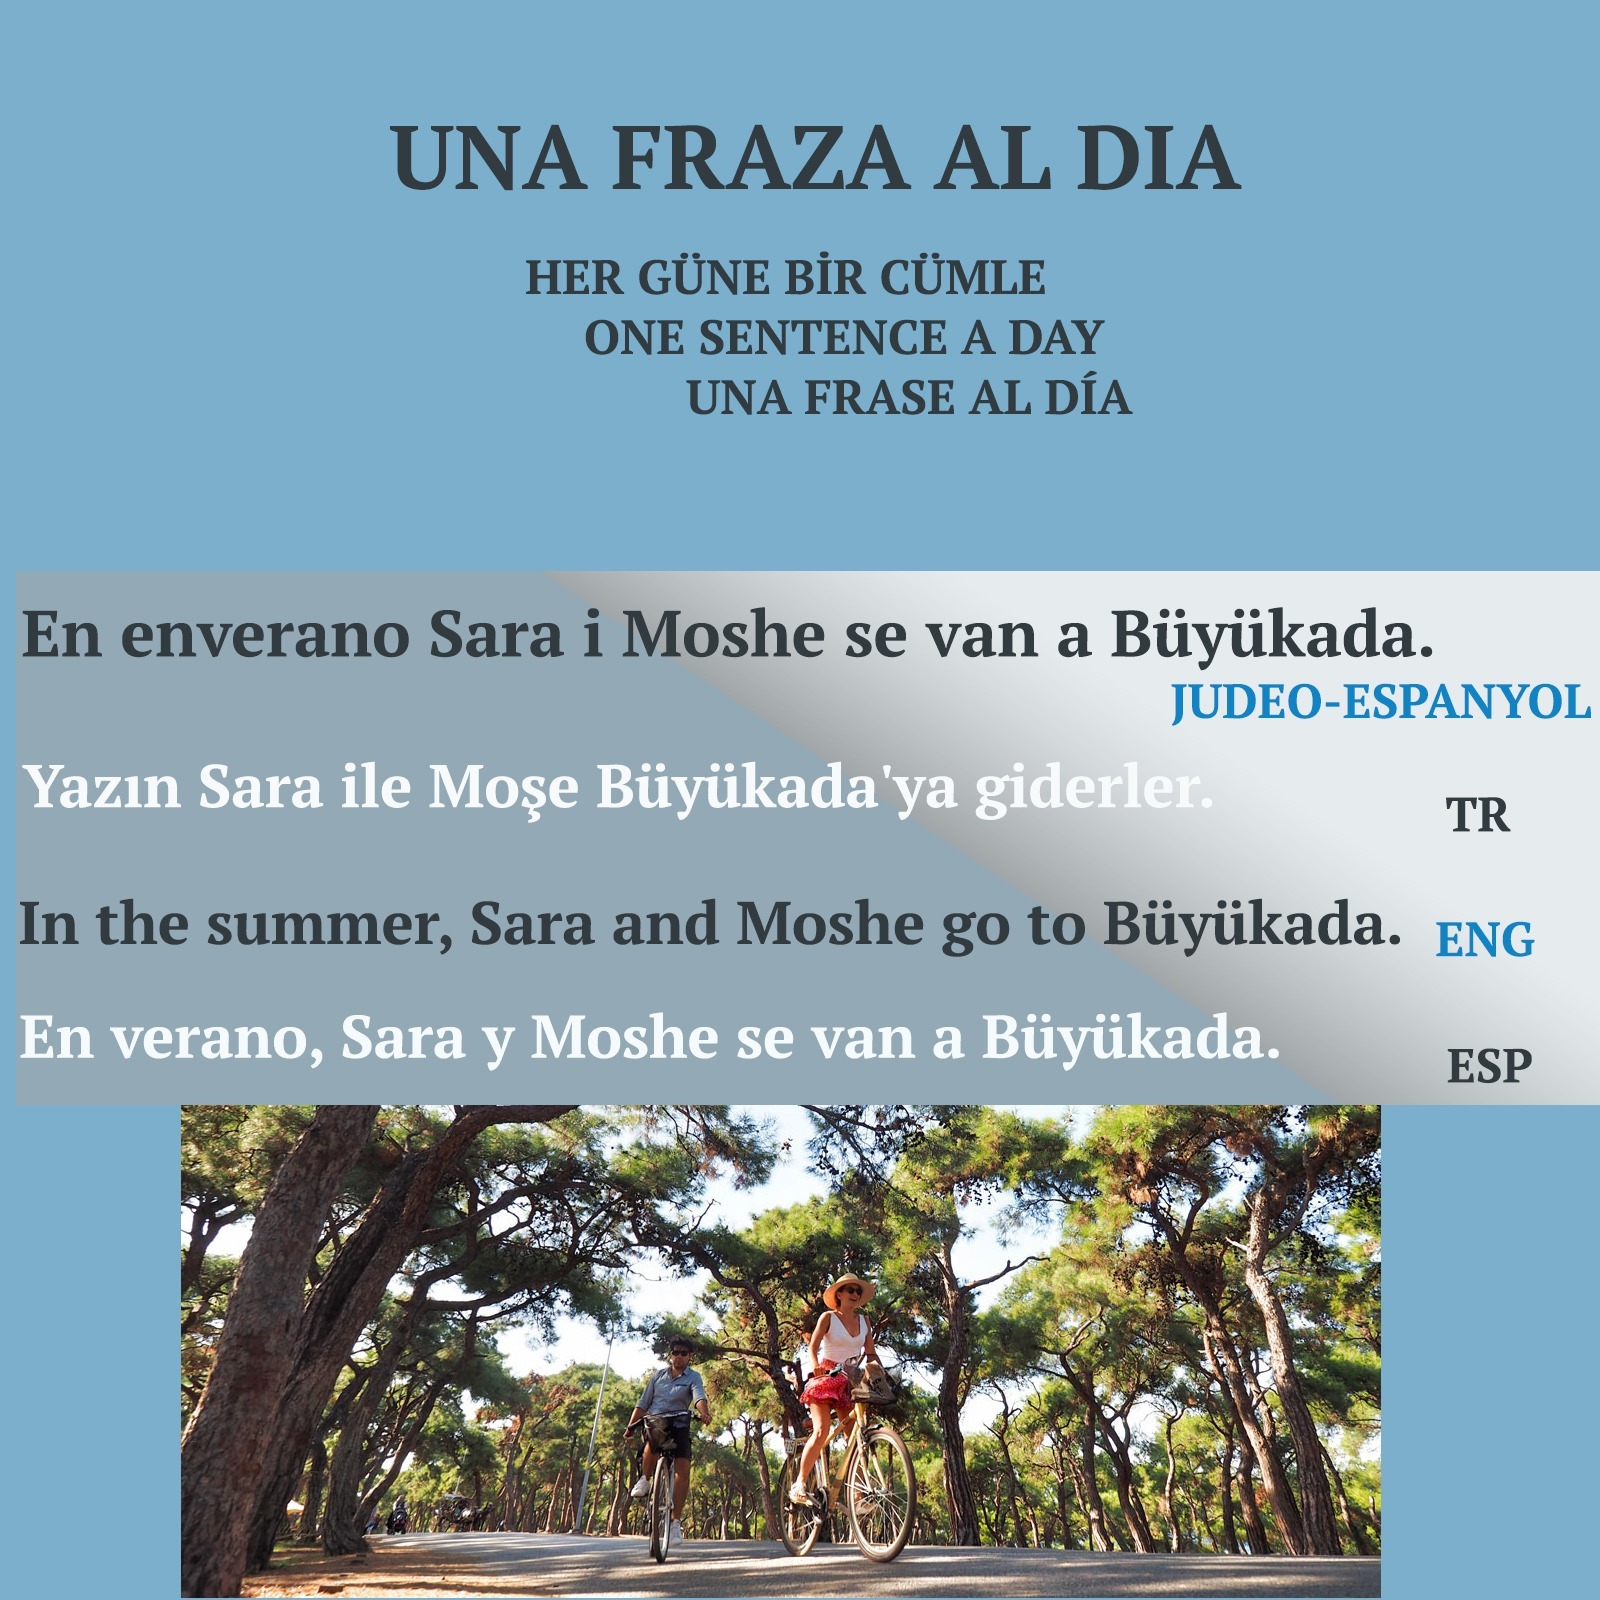 UNA FRAZA AL DIA
HER GÜNE BİR CÜMLE
ONE SENTENCE A DAY
UNA FRASE AL DÍA
En enverano Sara i Moshe se van a Büyükada.
JUDEO-ESPANYOL
Yazın Sara ile Moşe Büyükada'ya giderler.
TR
In the summer, Sara and Moshe go to Büyükada.
ENG
En verano, Sara y Moshe se van a Büyükada.
ESP